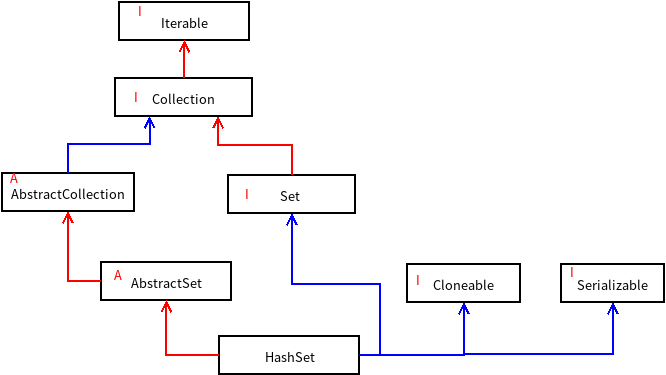 I
Iterable
I
Collection
A
AbstractCollection
I
Set
A
AbstractSet
I
Cloneable
I
Serializable
HashSet